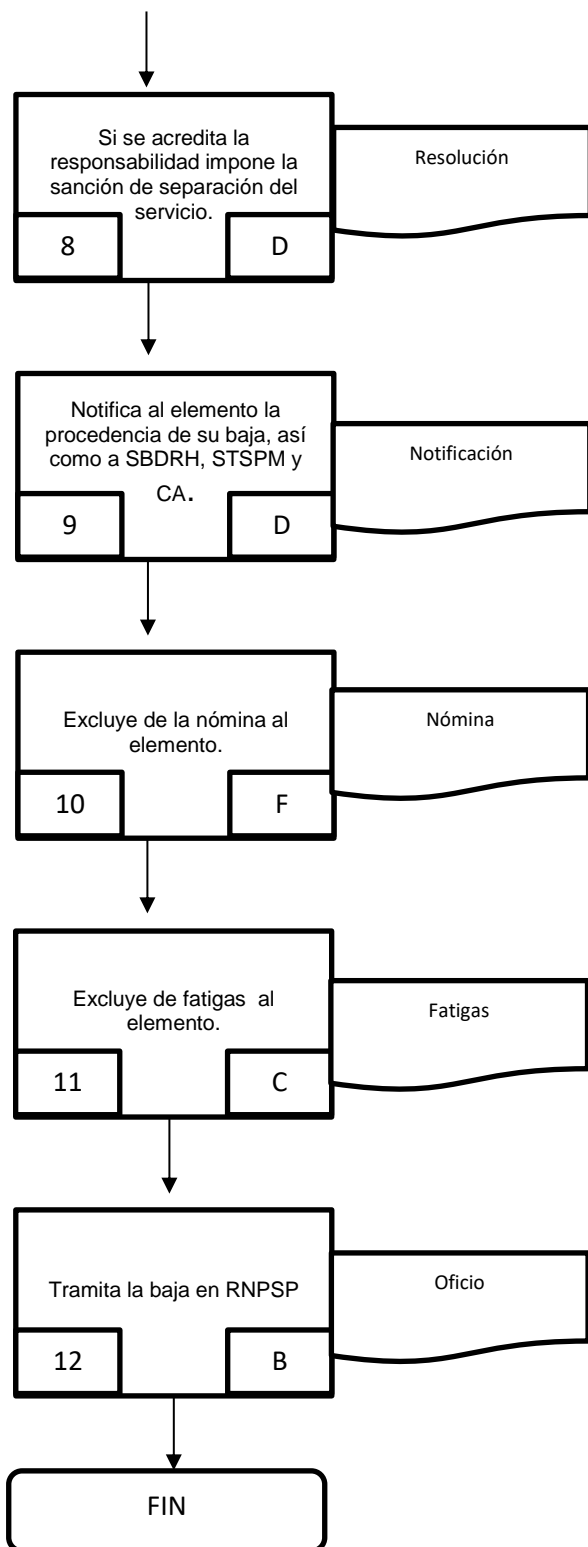 Si se acredita la
responsabilidad impone la
sanción de separación del
servicio.
8
D
Resolución
Notifica al elemento la
procedencia de su baja, así
como a SBDRH, STSPM y
CA.
9
D
Notificación
Excluye de la nómina al
elemento.
10
F
Nómina
Excluye de fatigas al
elemento.
11
C
Fatigas
Tramita la baja en RNPSP
12
B
Oficio
FIN